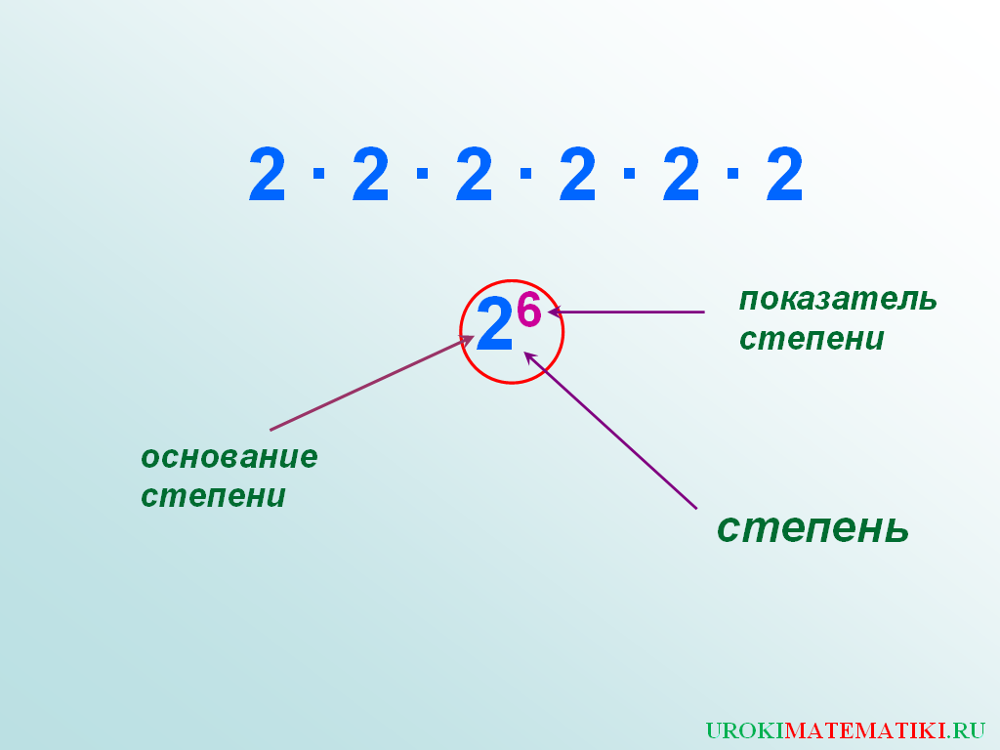 2 · 2 · 2 · 2 · 2 · 2
2⁶
показатель
степени
основание
степени
степень
UROKIMATEMATIKI.RU